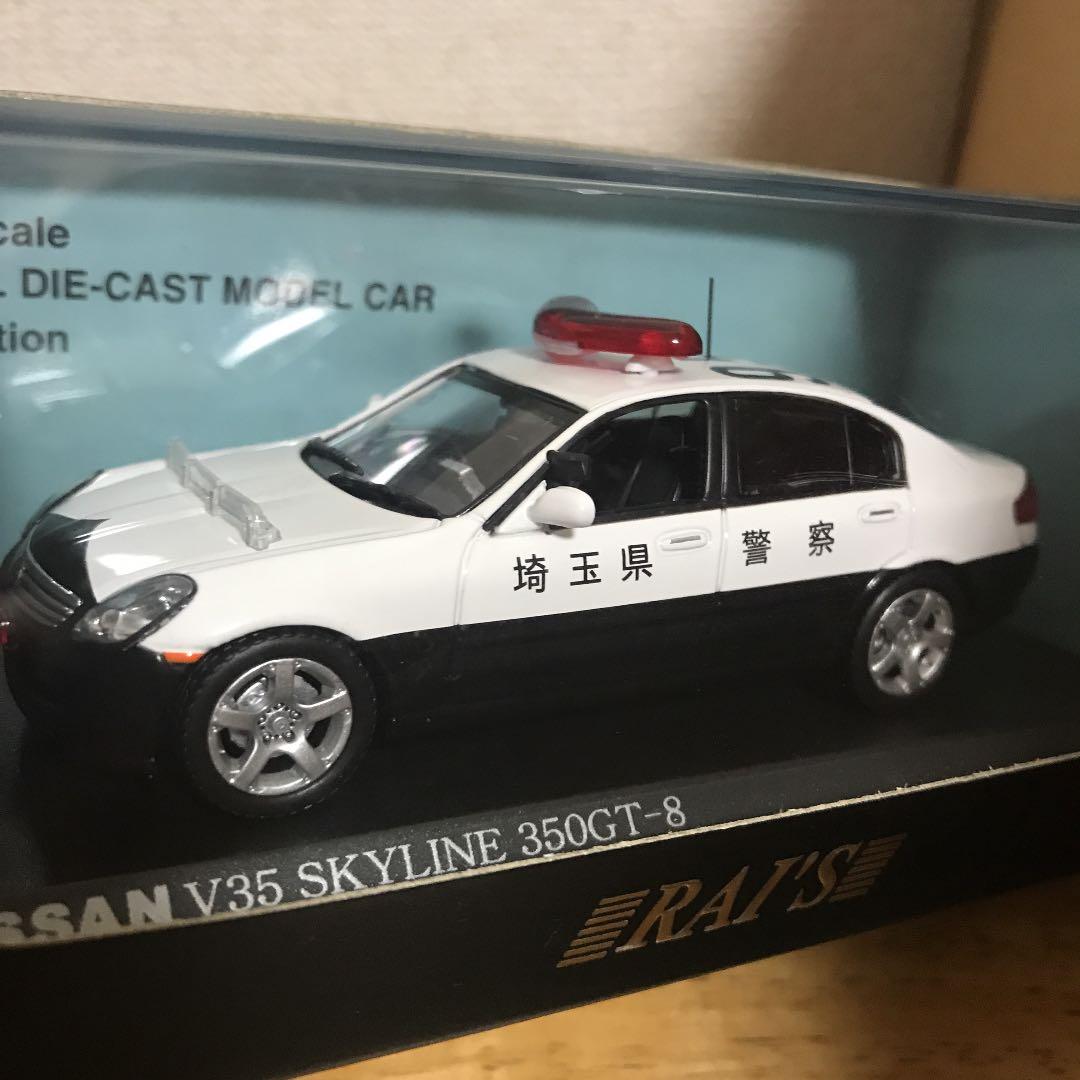 cale
L DIE-CAST MODEL CAR
tion
埼玉県 警察
SSAN V35 SKYLINE 350GT-8
RAI'S